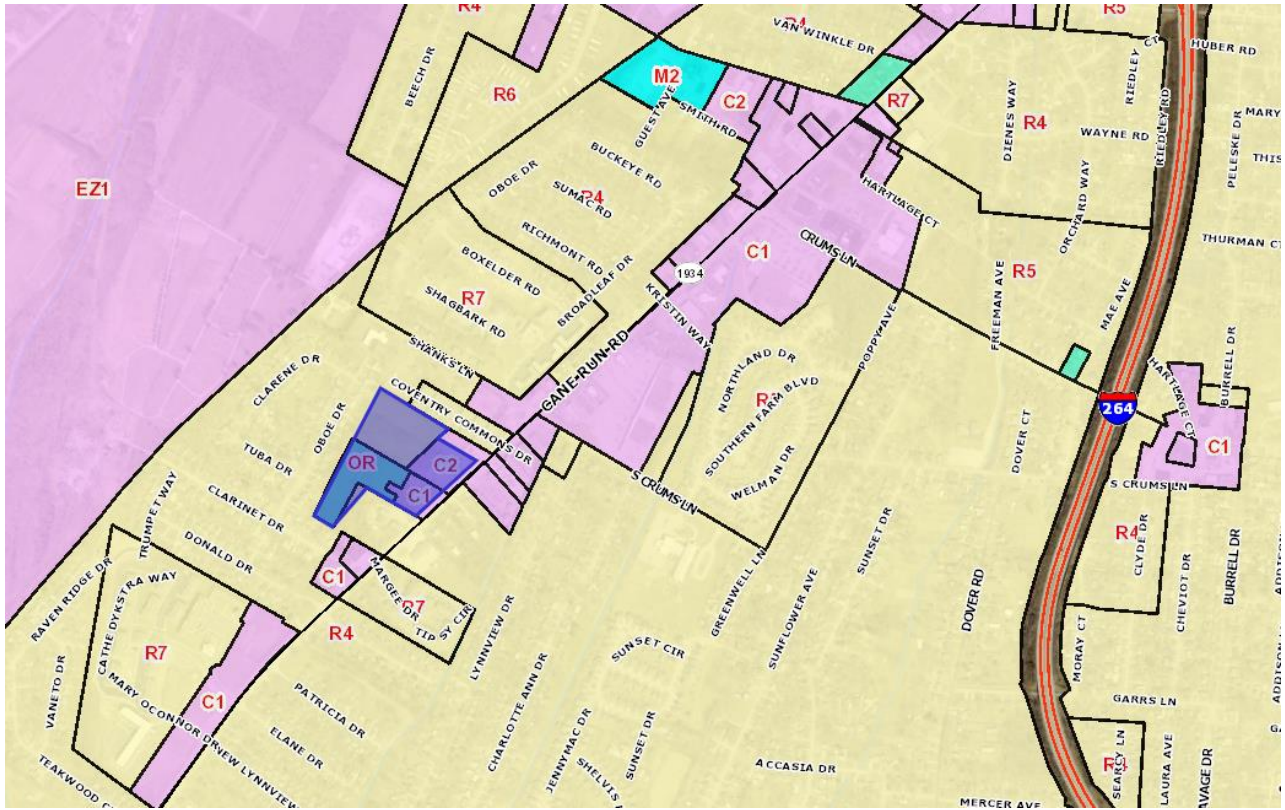 R4
R4
R5
VAN WINKLE DR
HUBER RD
RIEDLEY CT
BEECH DR
M2
R6
C2
R7
GUEST AVE
SMITH RD
R4
DIENES WAY
WAYNE RD
RIEDLEY RD
PELESKE DR
MARY
THIS
BUCKEYE RD
OBOE DR
SUMAC RD
R4
EZ1
HARTLAGE CT
ORCHARD WAY
RICHMONT RD
CRUMS LN
THURMAN CT
BOXELDER RD
BROADLEAF DR
C1
1934
R5
FREEMAN AVE
MAE AVE
R7
SHAGBARK RD
KRISTIN WAY
POPPY AVE
SHANKS LN
CANE RUN RD
NORTHLAND DR
CLARENE DR
COVENTRY COMMONS DR
SOUTHERN FARM BLVD
HARTLAGE CT
BURRELL DR
264
OBOE DR
DOVER CT
C1
TUBA DR
OR
C2
WELMAN DR
C1
S CRUMS LN
S CRUMS LN
TRUMPET WAY
CLARINET DR
DONALD DR
SUNSET DR
R4
CLYDE DR
CHEVIOT DR
BURRELL DR
C1
MARGEE DR
RAVEN RIDGE DR
CATHE DYKSTRA WAY
R7
TIP SY CIR
GREENWELL LN
SUNFLOWER AVE
DOVER RD
R4
LYNNVIEW DR
SUNSET CIR
MORAY CT
R7
VANETO DR
C1
MARY OCONNOR DR
PATRICIA DR
CHARLOTTE ANN DR
GARRS LN
ELANE DR
JENNYMAC DR
SUNSET DR
NEW LYNNVIEW
TEAKWOOD C
SHELVIS
ACCASIA DR
SEARCY LN
LAURA AVE
VAGE DR
MERCER AVE